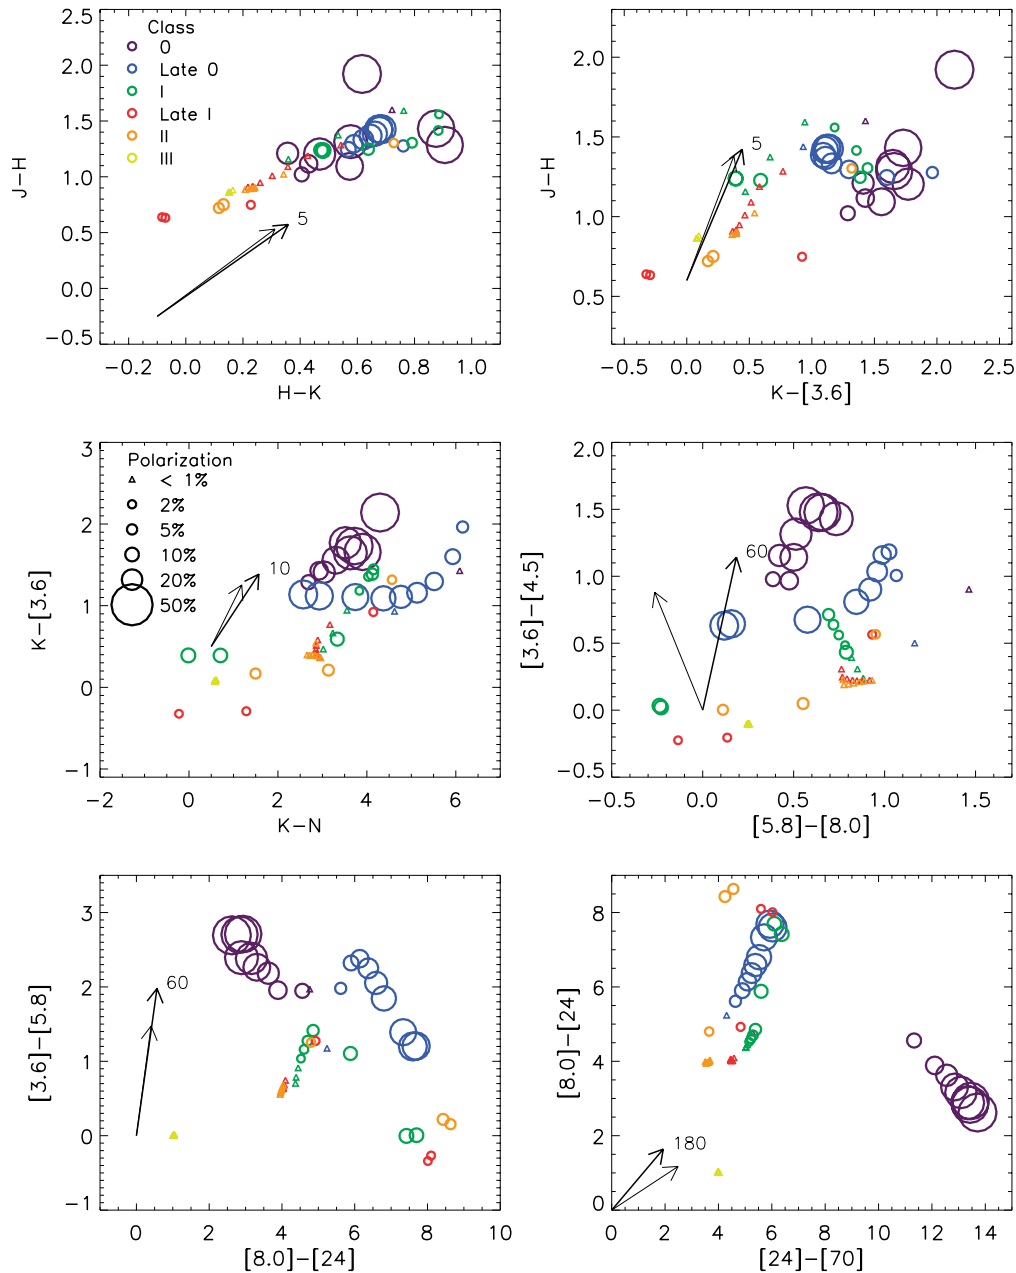 Class
0
Late 0
I
Late I
II
III
5
2.5
2.0
1.5
1.0
0.5
0.0
−0.5
J−H
−0.2 0.0 0.2 0.4 0.6 0.8 1.0
H−K
5
2.0
1.5
1.0
0.5
J−H
−0.5 0.0 0.5 1.0 1.5 2.0 2.5
K−[3.6]
Polarization
< 1%
2%
5%
10%
20%
50%
10
3
2
1
0
−1
K−[3.6]
−2 0 2 4 6
K−N
60
2.0
1.5
1.0
0.5
0.0
−0.5
[3.6]−[4.5]
−0.5 0.0 0.5 1.0 1.5
[5.8]−[8.0]
60
3
2
1
0
−1
[3.6]−[5.8]
0 2 4 6 8 10
[8.0]−[24]
180
8
6
4
2
0
[8.0]−[24]
0 2 4 6 8 10 12 14
[24]−[70]